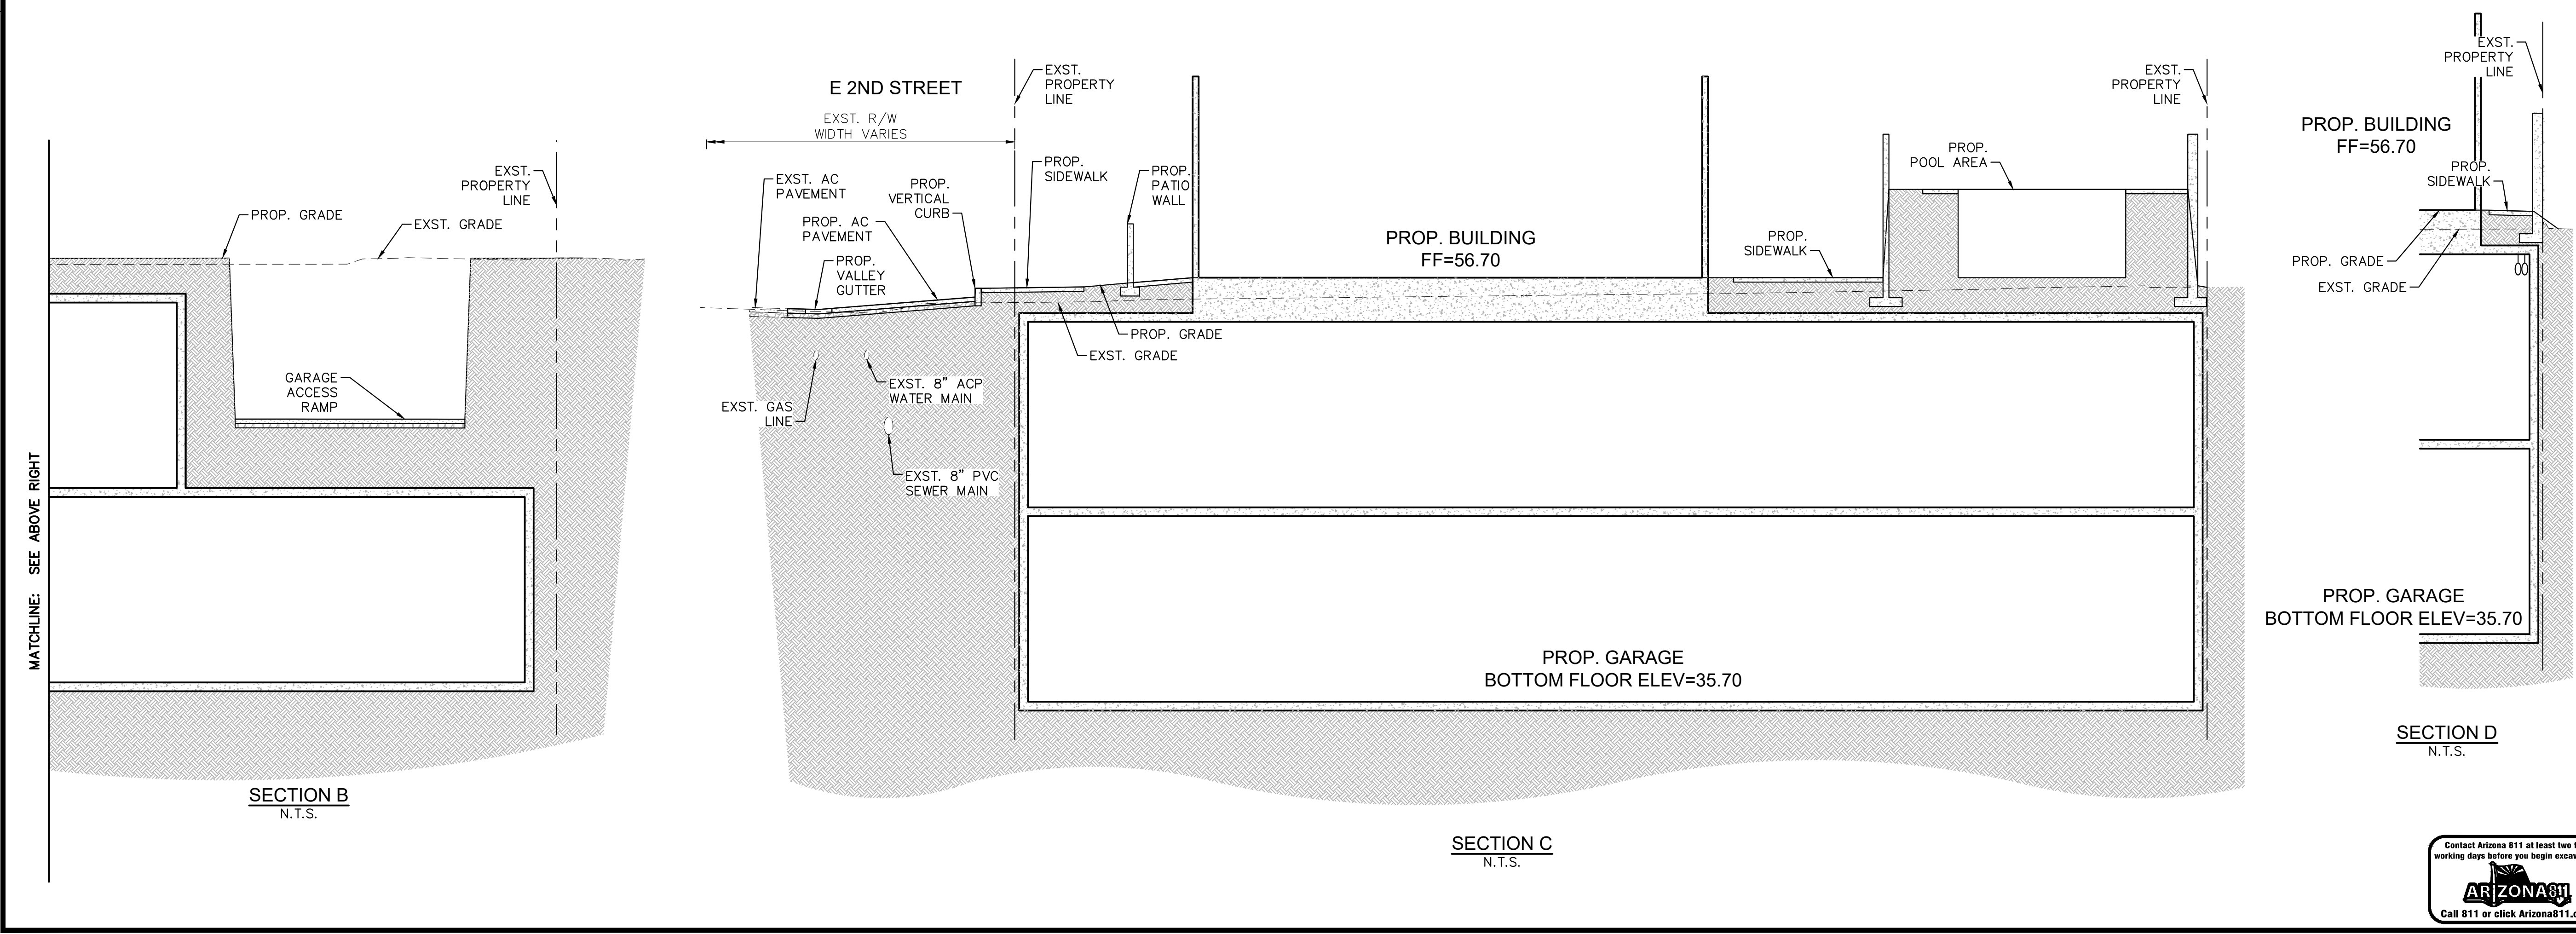 MATCHLINE: SEE ABOVE RIGHT
PROP. GRADE
EXST. GRADE
EXST.
PROPERTY
LINE
GARAGE
ACCESS
RAMP
SECTION B
N.T.S.
E 2ND STREET
EXST. R/W
WIDTH VARIES
EXST.
PROPERTY
LINE
EXST. AC
PAVEMENT
PROP. AC
PAVEMENT
PROP.
VALLEY
GUTTER
PROP.
VERTICAL
CURB
PROP.
SIDEWALK
PROP.
PATIO
WALL
PROP. GRADE
EXST. GRADE
EXST. GAS
LINE
EXST. 8" ACP
WATER MAIN
EXST. 8" PVC
SEWER MAIN
PROP. BUILDING
FF=56.70
PROP.
SIDEWALK
PROP.
POOL AREA
EXST.
PROPERTY
LINE
PROP. GARAGE
BOTTOM FLOOR ELEV=35.70
SECTION C
N.T.S.
EXST.
PROPERTY
LINE
PROP. BUILDING
FF=56.70
PROP.
SIDEWALK
PROP. GRADE
EXST. GRADE
PROP. GARAGE
BOTTOM FLOOR ELEV=35.70
SECTION D
N.T.S.
Contact Arizona 811 at least two
working days before you begin
ARIZONA811
Call 811 or click